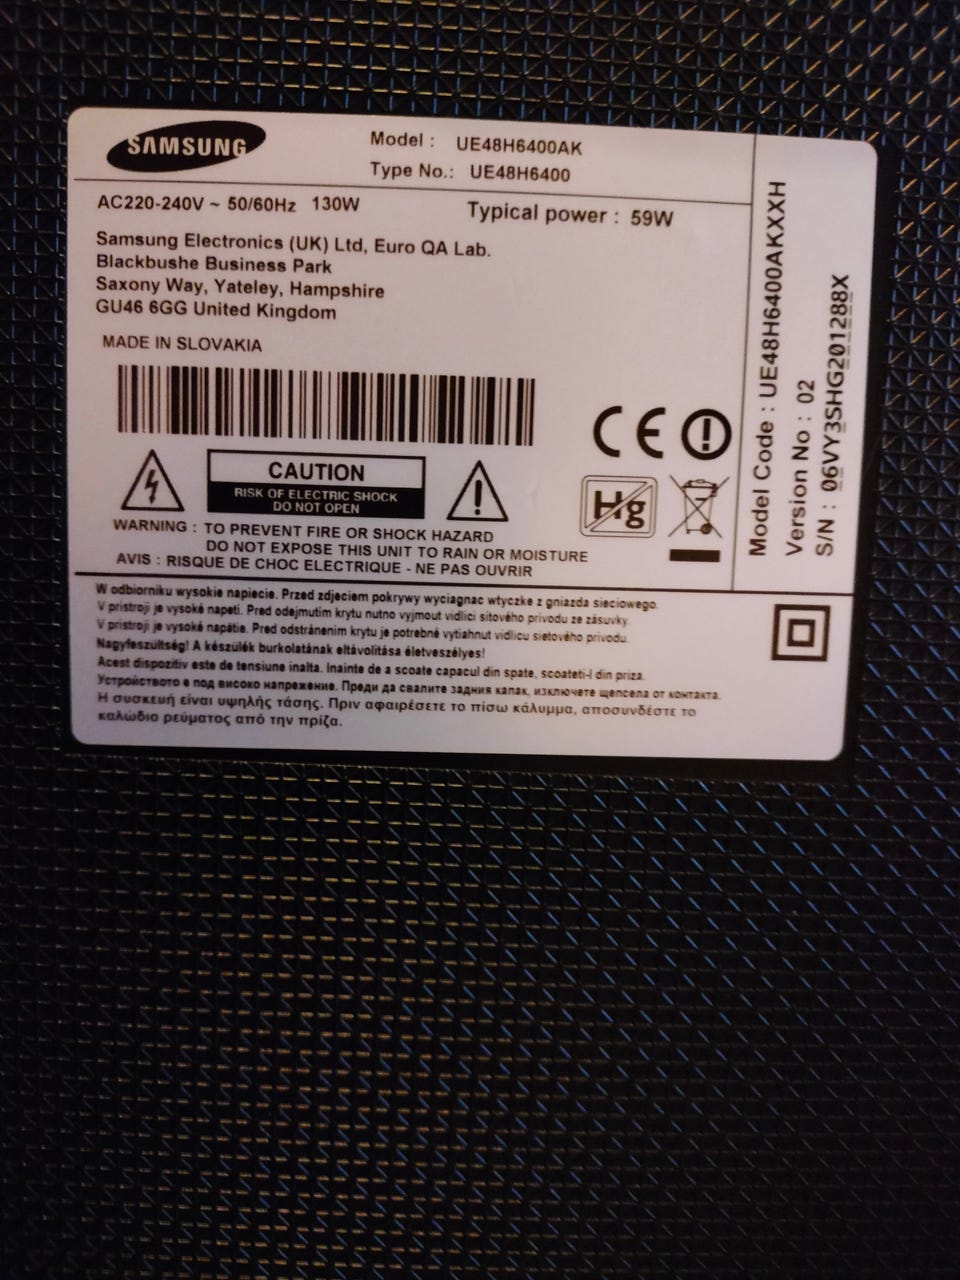 SAMSUNG
Model : UE48H6400AK
Type No.: UE48H6400
AC220-240V ~ 50/60Hz 130W
Typical power : 59W
Samsung Electronics (UK) Ltd, Euro QA Lab.
Blackbushe Business Park
Saxony Way, Yateley, Hampshire
GU46 6GG United Kingdom
MADE IN SLOVAKIA
CE
CAUTION
RISK OF ELECTRIC SHOCK
DO NOT OPEN
Hg
WARNING : TO PREVENT FIRE OR SHOCK HAZARD
DO NOT EXPOSE THIS UNIT TO RAIN OR MOISTURE
AVIS : RISQUE DE CHOC ELECTRIQUE - NE PAS OUVRIR
W odbiorniku wysokie napiecie. Przed zdjeciem pokrywy wyciagnac wtyczke z gniazda sieciowego.
V pristroji je vysoké napeti. Pred odejmutim krytu nutno vyjmout vidlici sitového privodu ze zásuvky.
V pristroji je vysoké napätie. Pred odstránením krytu je potrebné vytiahnut vidlicu sietového privodu.
Nagyfeszültség! A készülék burkolatának eltávolitása életveszélyes!
Acest dispozitiv este de tensiune inalta. Inainte de a scoate capacul din spate, scoateti-l din priza.
Устройството е под високо напрежение. Преди да свалите задния капак, изключете щепсела от контакта.
Η συσκευή είναι υψηλής τάσης. Πριν αφαιρέσετε το πίσω κάλυμμα, αποσυνδέστε το
καλώδιο ρεύματος από την πρίζα.
Model Code : UE48H6400AKXXH
Version No : 02
S/N : 06VY3SHG201288X